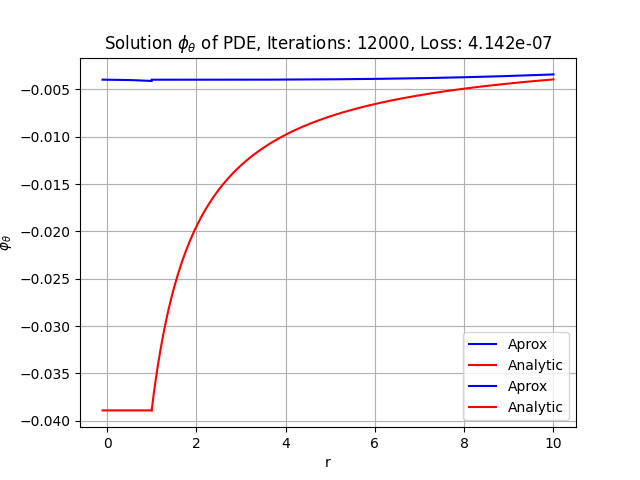 Solution ϕθ of PDE, Iterations: 12000, Loss: 4.142e-07
ϕθ
−0.005
−0.010
−0.015
−0.020
−0.025
−0.030
−0.035
−0.040
0 2 4 6 8 10
r
Aprox
Analytic
Aprox
Analytic